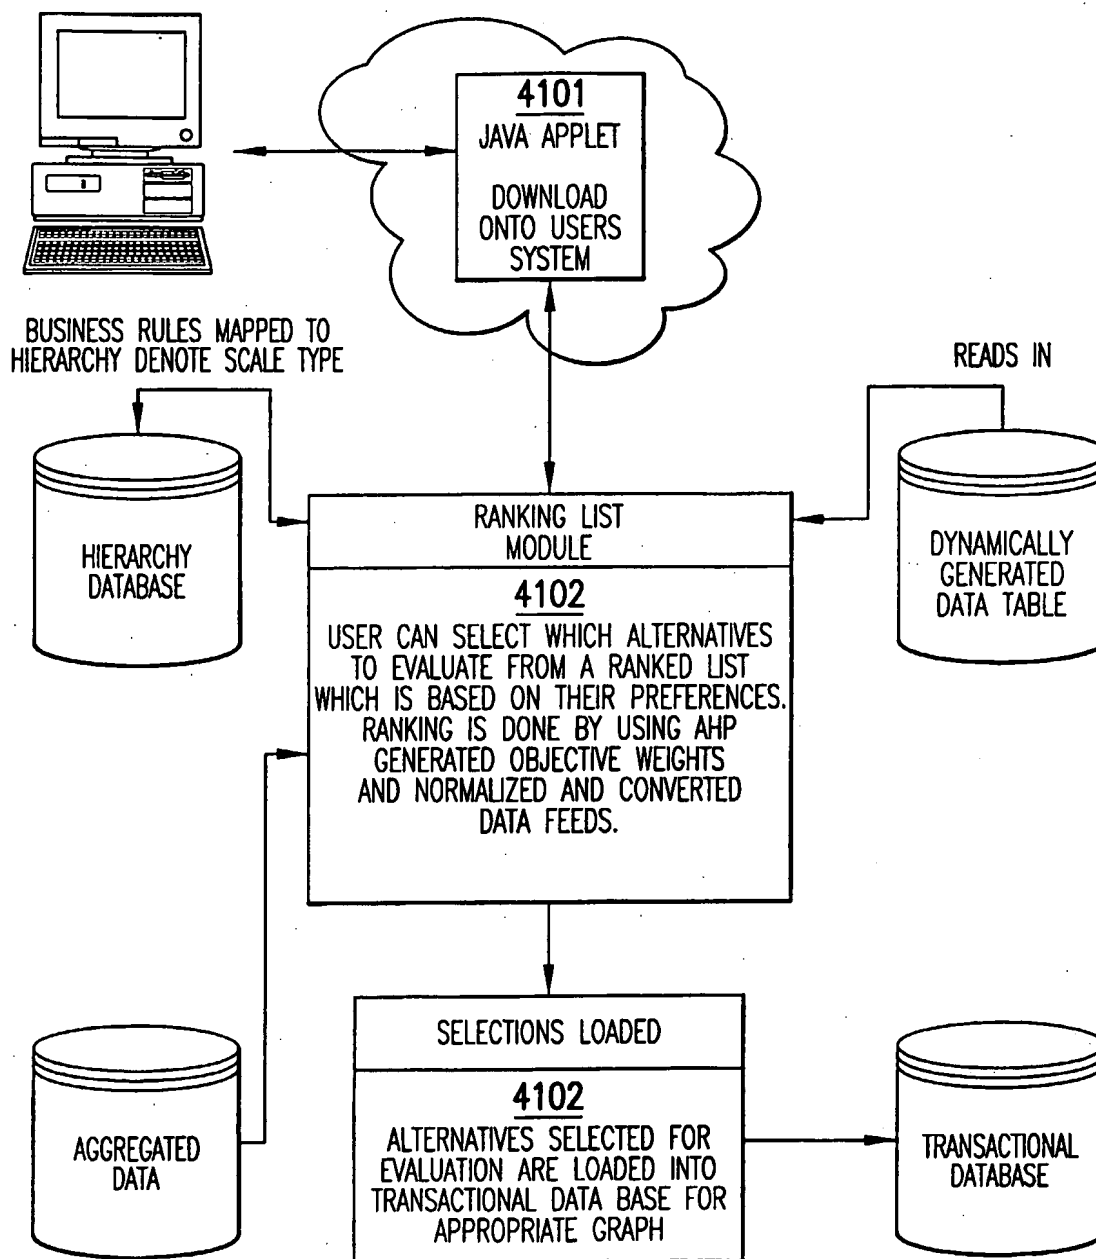 4101
JAVA APPLET
DOWNLOAD
ONTO USERS
SYSTEM
BUSINESS RULES MAPPED TO
HIERARCHY DENOTE SCALE TYPE
READS IN
HIERARCHY
DATABASE
RANKING LIST
MODULE
DYNAMICALLY
GENERATED
DATA TABLE
4102
USER CAN SELECT WHICH ALTERNATIVES
TO EVALUATE FROM A RANKED LIST
WHICH IS BASED ON THEIR PREFERENCES.
RANKING IS DONE BY USING AHP
GENERATED OBJECTIVE WEIGHTS
AND NORMALIZED AND CONVERTED
DATA FEEDS.
SELECTIONS LOADED
4102
ALTERNATIVES SELECTED FOR
EVALUATION ARE LOADED INTO
TRANSACTIONAL DATA BASE FOR
APPROPRIATE GRAPH
AGGREGATED
DATA
TRANSACTIONAL
DATABASE